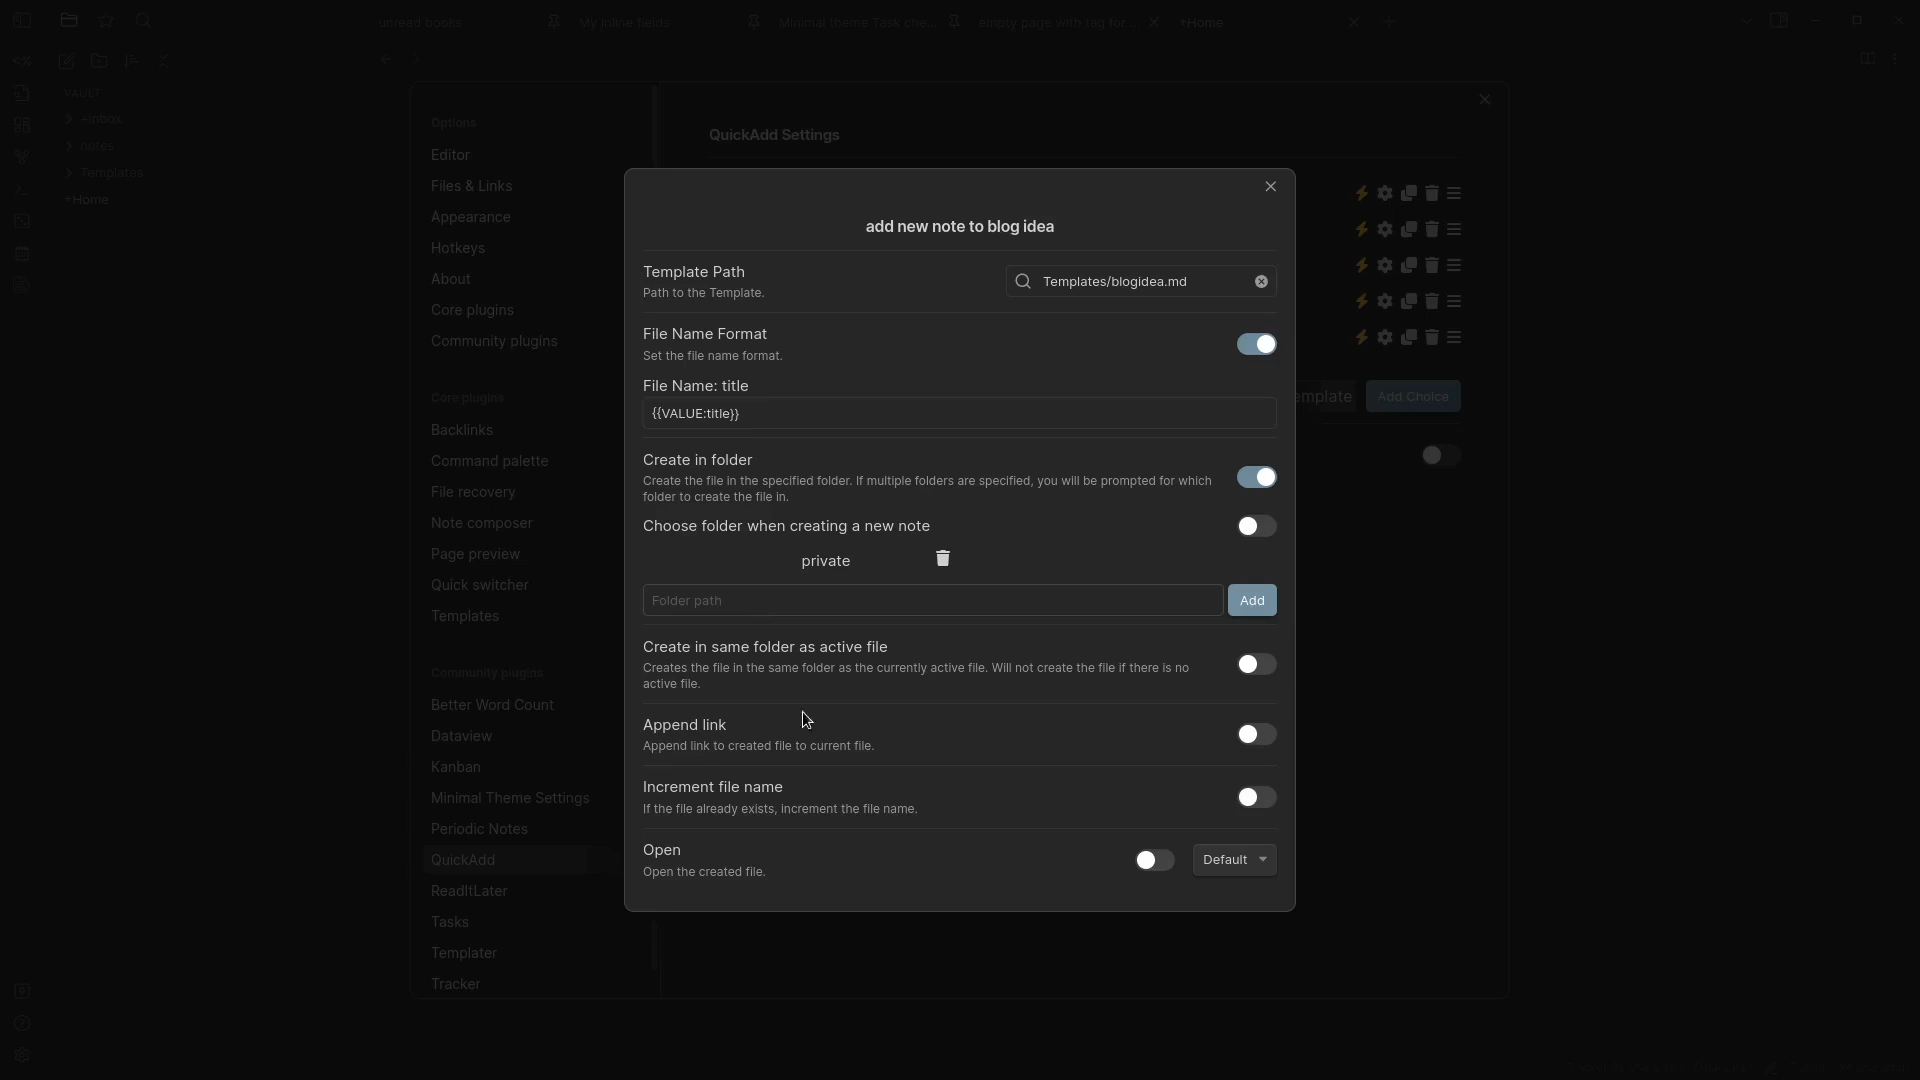 unread books
My inline fields
Minimal theme Task che...
empty page with tag for ...
+Home
VAULT
+inbox
notes
Templates
+Home
Options
Editor
Files & Links
Appearance
Hotkeys
About
Core plugins
Community plugins
Core plugins
Backlinks
Command palette
File recovery
Note composer
Page preview
Quick switcher
Templates
Community plugins
Better Word Count
Dataview
Kanban
Minimal Theme Settings
Periodic Notes
QuickAdd
ReadItLater
Tasks
Templater
Tracker
QuickAdd Settings
emplate
Add Choice
add new note to blog idea
Template Path
Path to the Template.
Templates/blogidea.md
File Name Format
Set the file name format.
File Name: title
{{VALUE:title}}
Create in folder
Create the file in the specified folder. If multiple folders are specified, you will be prompted for which
folder to create the file in.
Choose folder when creating a new note
private
Folder path
Add
Create in same folder as active file
Creates the file in the same folder as the currently active file. Will not create the file if there is no
active file.
Append link
Append link to created file to current file.
Increment file name
If the file already exists, increment the file name.
Open
Open the created file.
Default